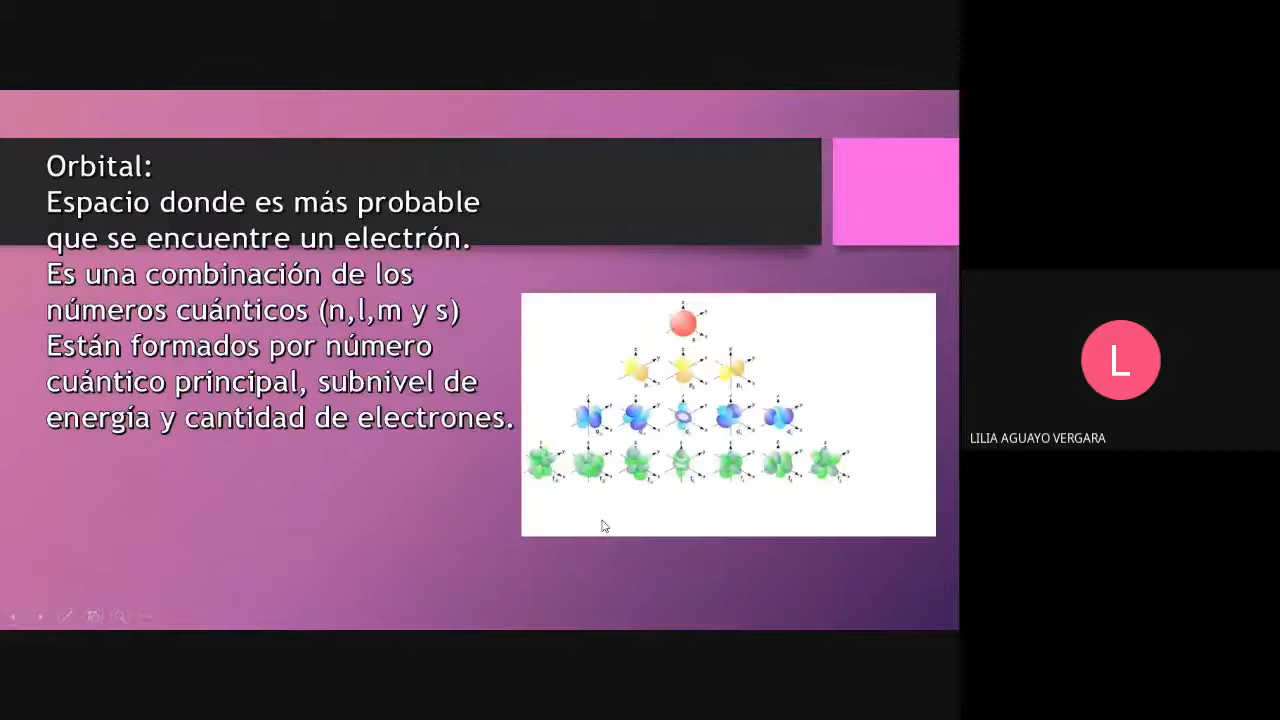 Orbital:
Espacio donde es más probable
que se encuentre un electrón.
Es una combinación de los
números cuánticos (n,l,m y s)
Están formados por número
cuántico principal, subnivel de
energía y cantidad de electrones.
L
LILIA AGUAYO VERGARA